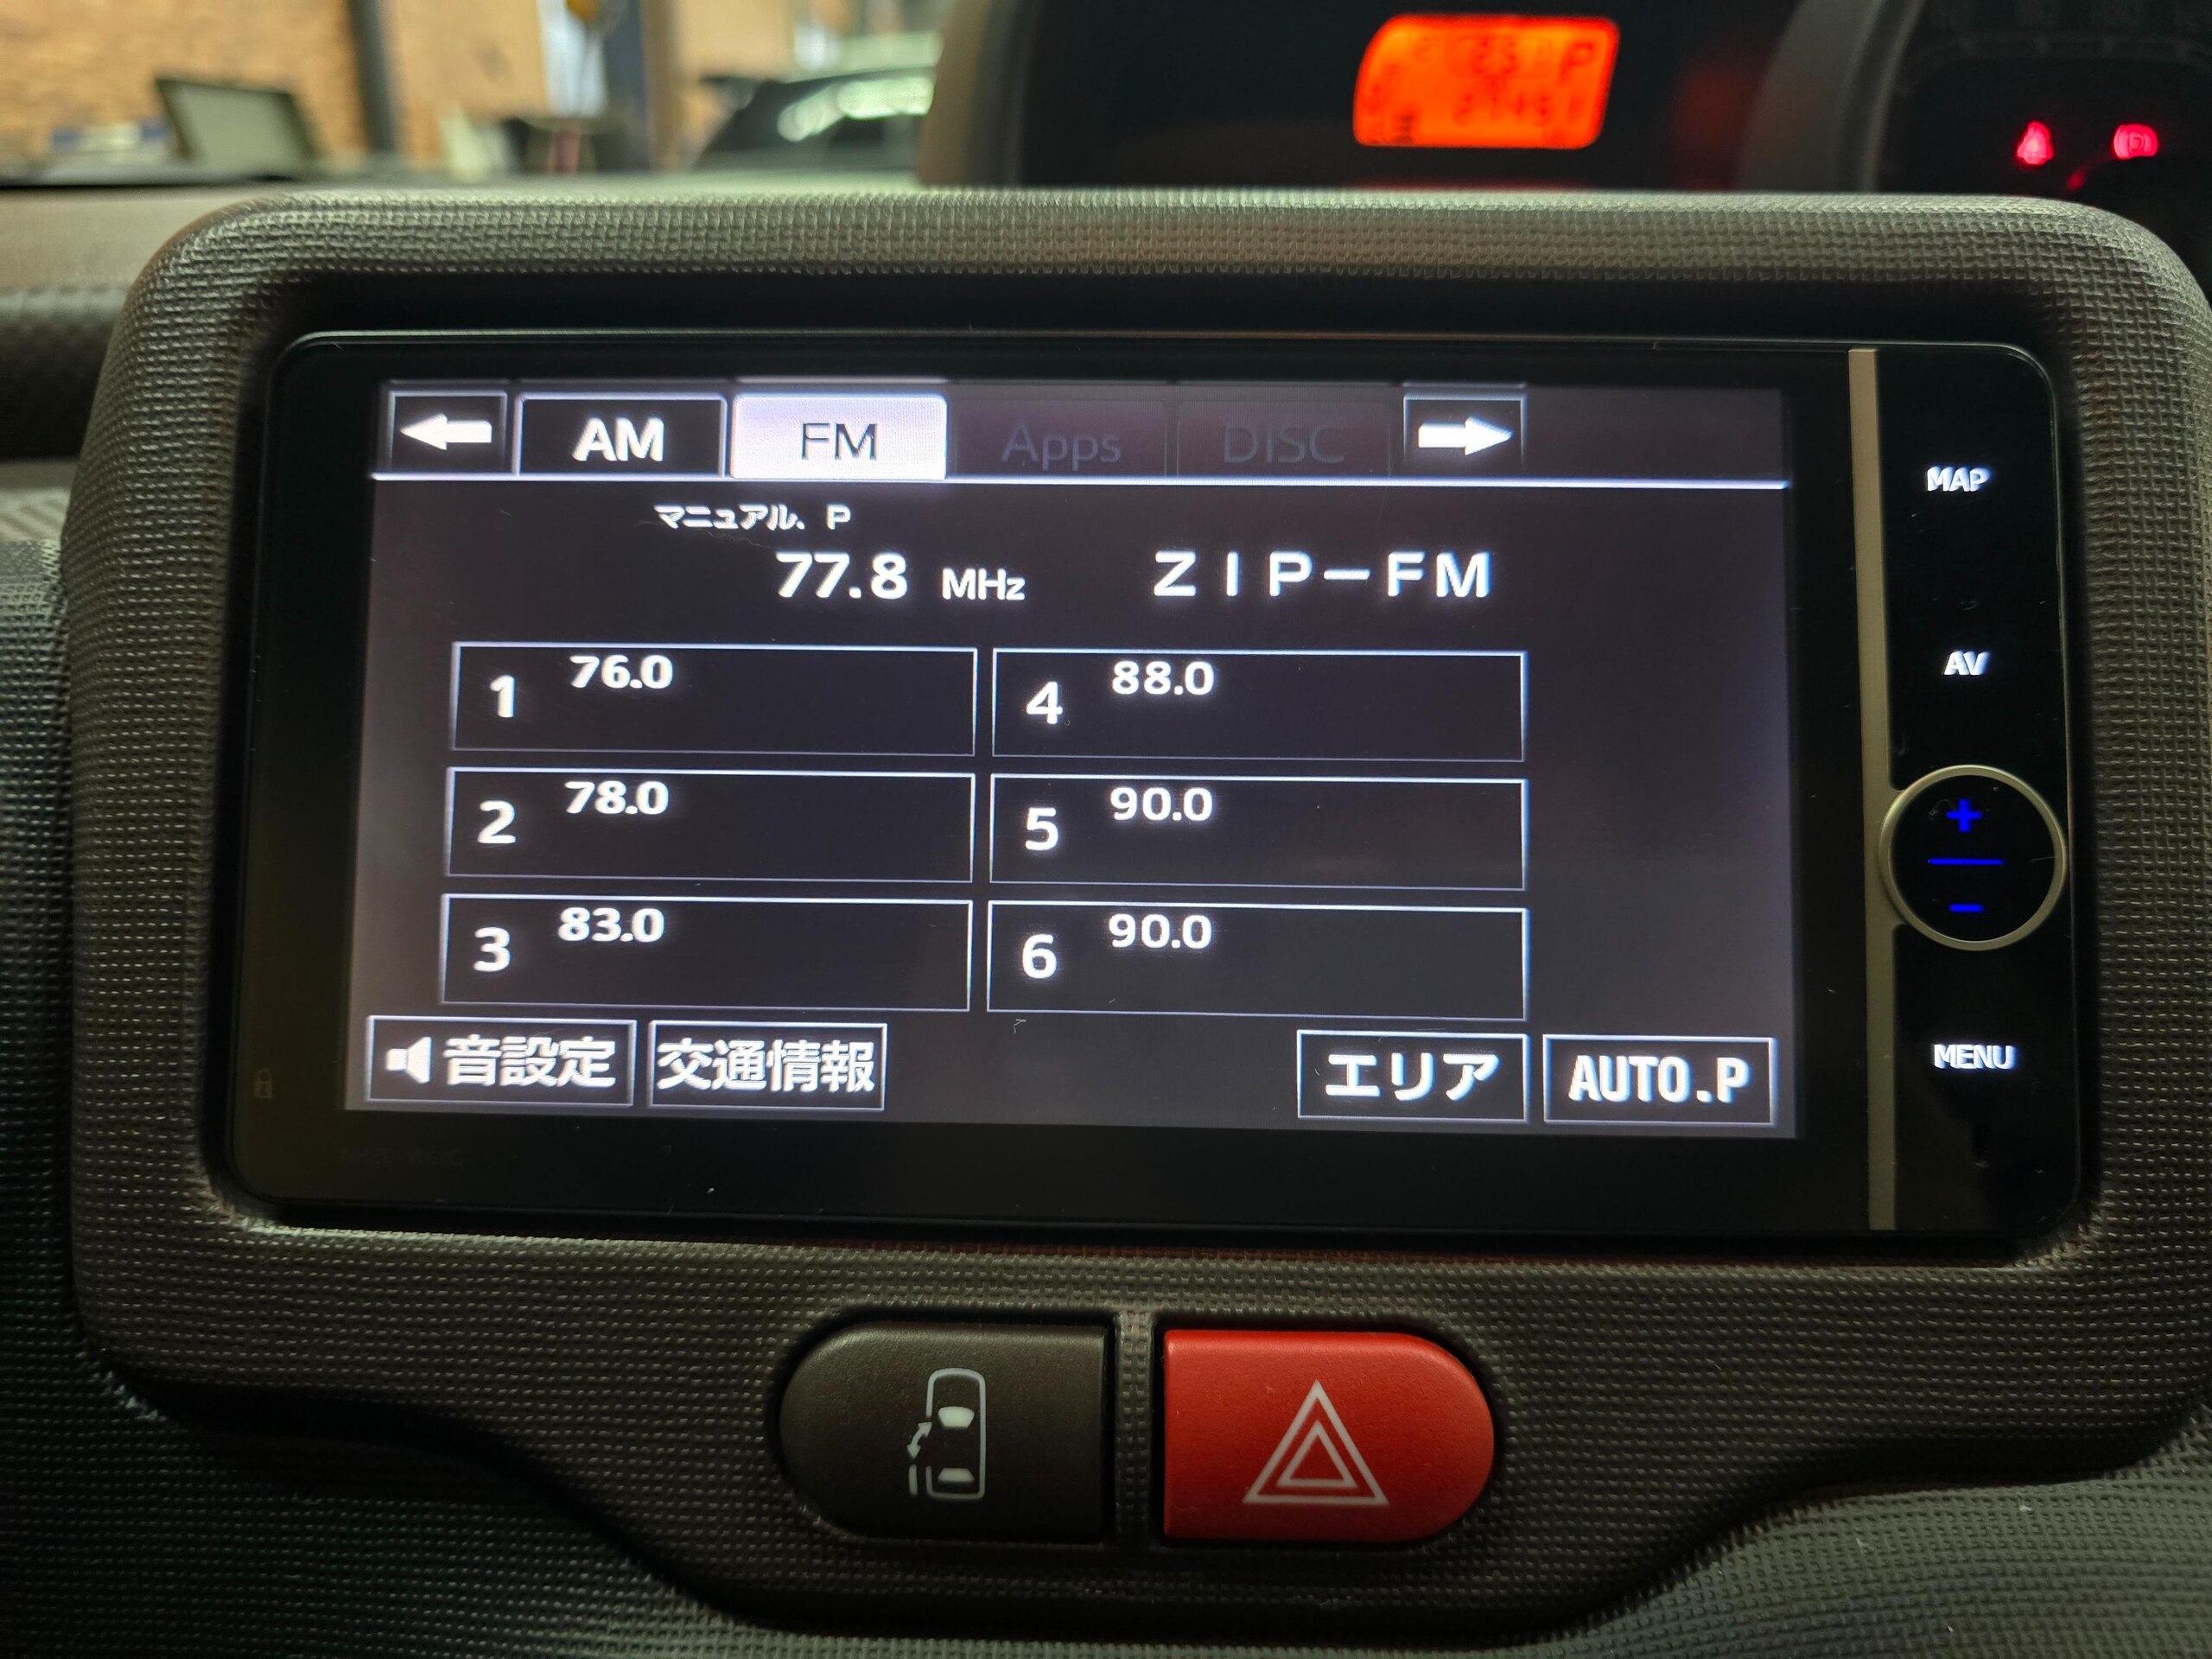 P
AM FM Apps DISC
マニュアル．P
77.8 MHz ZIP-FM
1 76.0
2 78.0
3 83.0
4 88.0
5 90.0
6 90.0
音設定 交通情報 エリア AUTO.P
MAP
AV
+
-
MENU